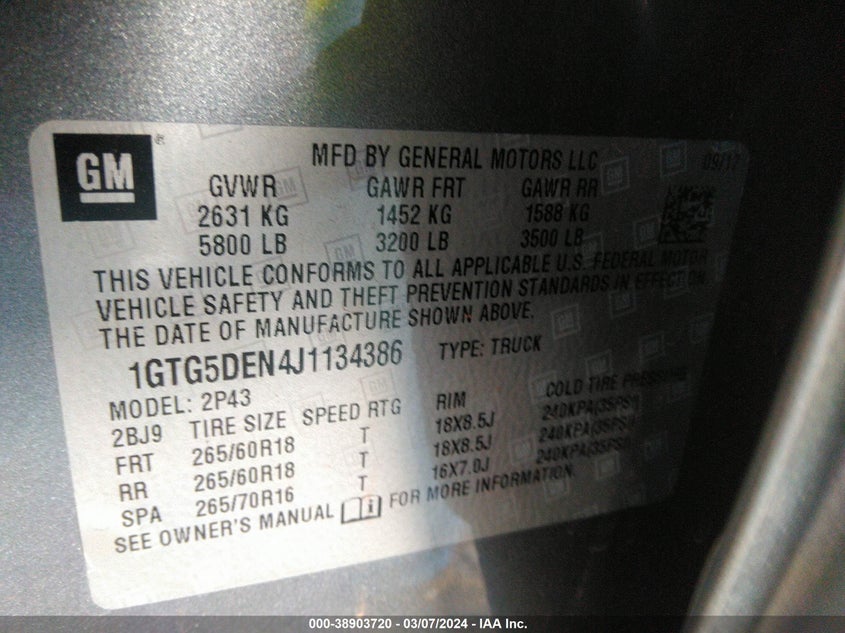 GM
MFD BY GENERAL MOTORS LLC 09/17
GVWR GAWR FRT GAWR RR
2631 KG 1452 KG 1588 KG
5800 LB 3200 LB 3500 LB
THIS VEHICLE CONFORMS TO ALL APPLICABLE U.S. FEDERAL MOTOR
VEHICLE SAFETY AND THEFT PREVENTION STANDARDS IN EFFECT ON
THE DATE OF MANUFACTURE SHOWN ABOVE.
1GTG5DEN4J1134386 TYPE: TRUCK
MODEL: 2P43
2BJ9 TIRE SIZE SPEED RTG RIM COLD TIRE PRESSURE
FRT 265/60R18 T 18X8.5J 240KPA(35PSI)
RR 265/60R18 T 18X8.5J 240KPA(35PSI)
SPA 265/70R16 T 16X7.0J 240KPA(35PSI)
SEE OWNER'S MANUAL FOR MORE INFORMATION.
000-38903720 - 03/07/2024 - IAA Inc.